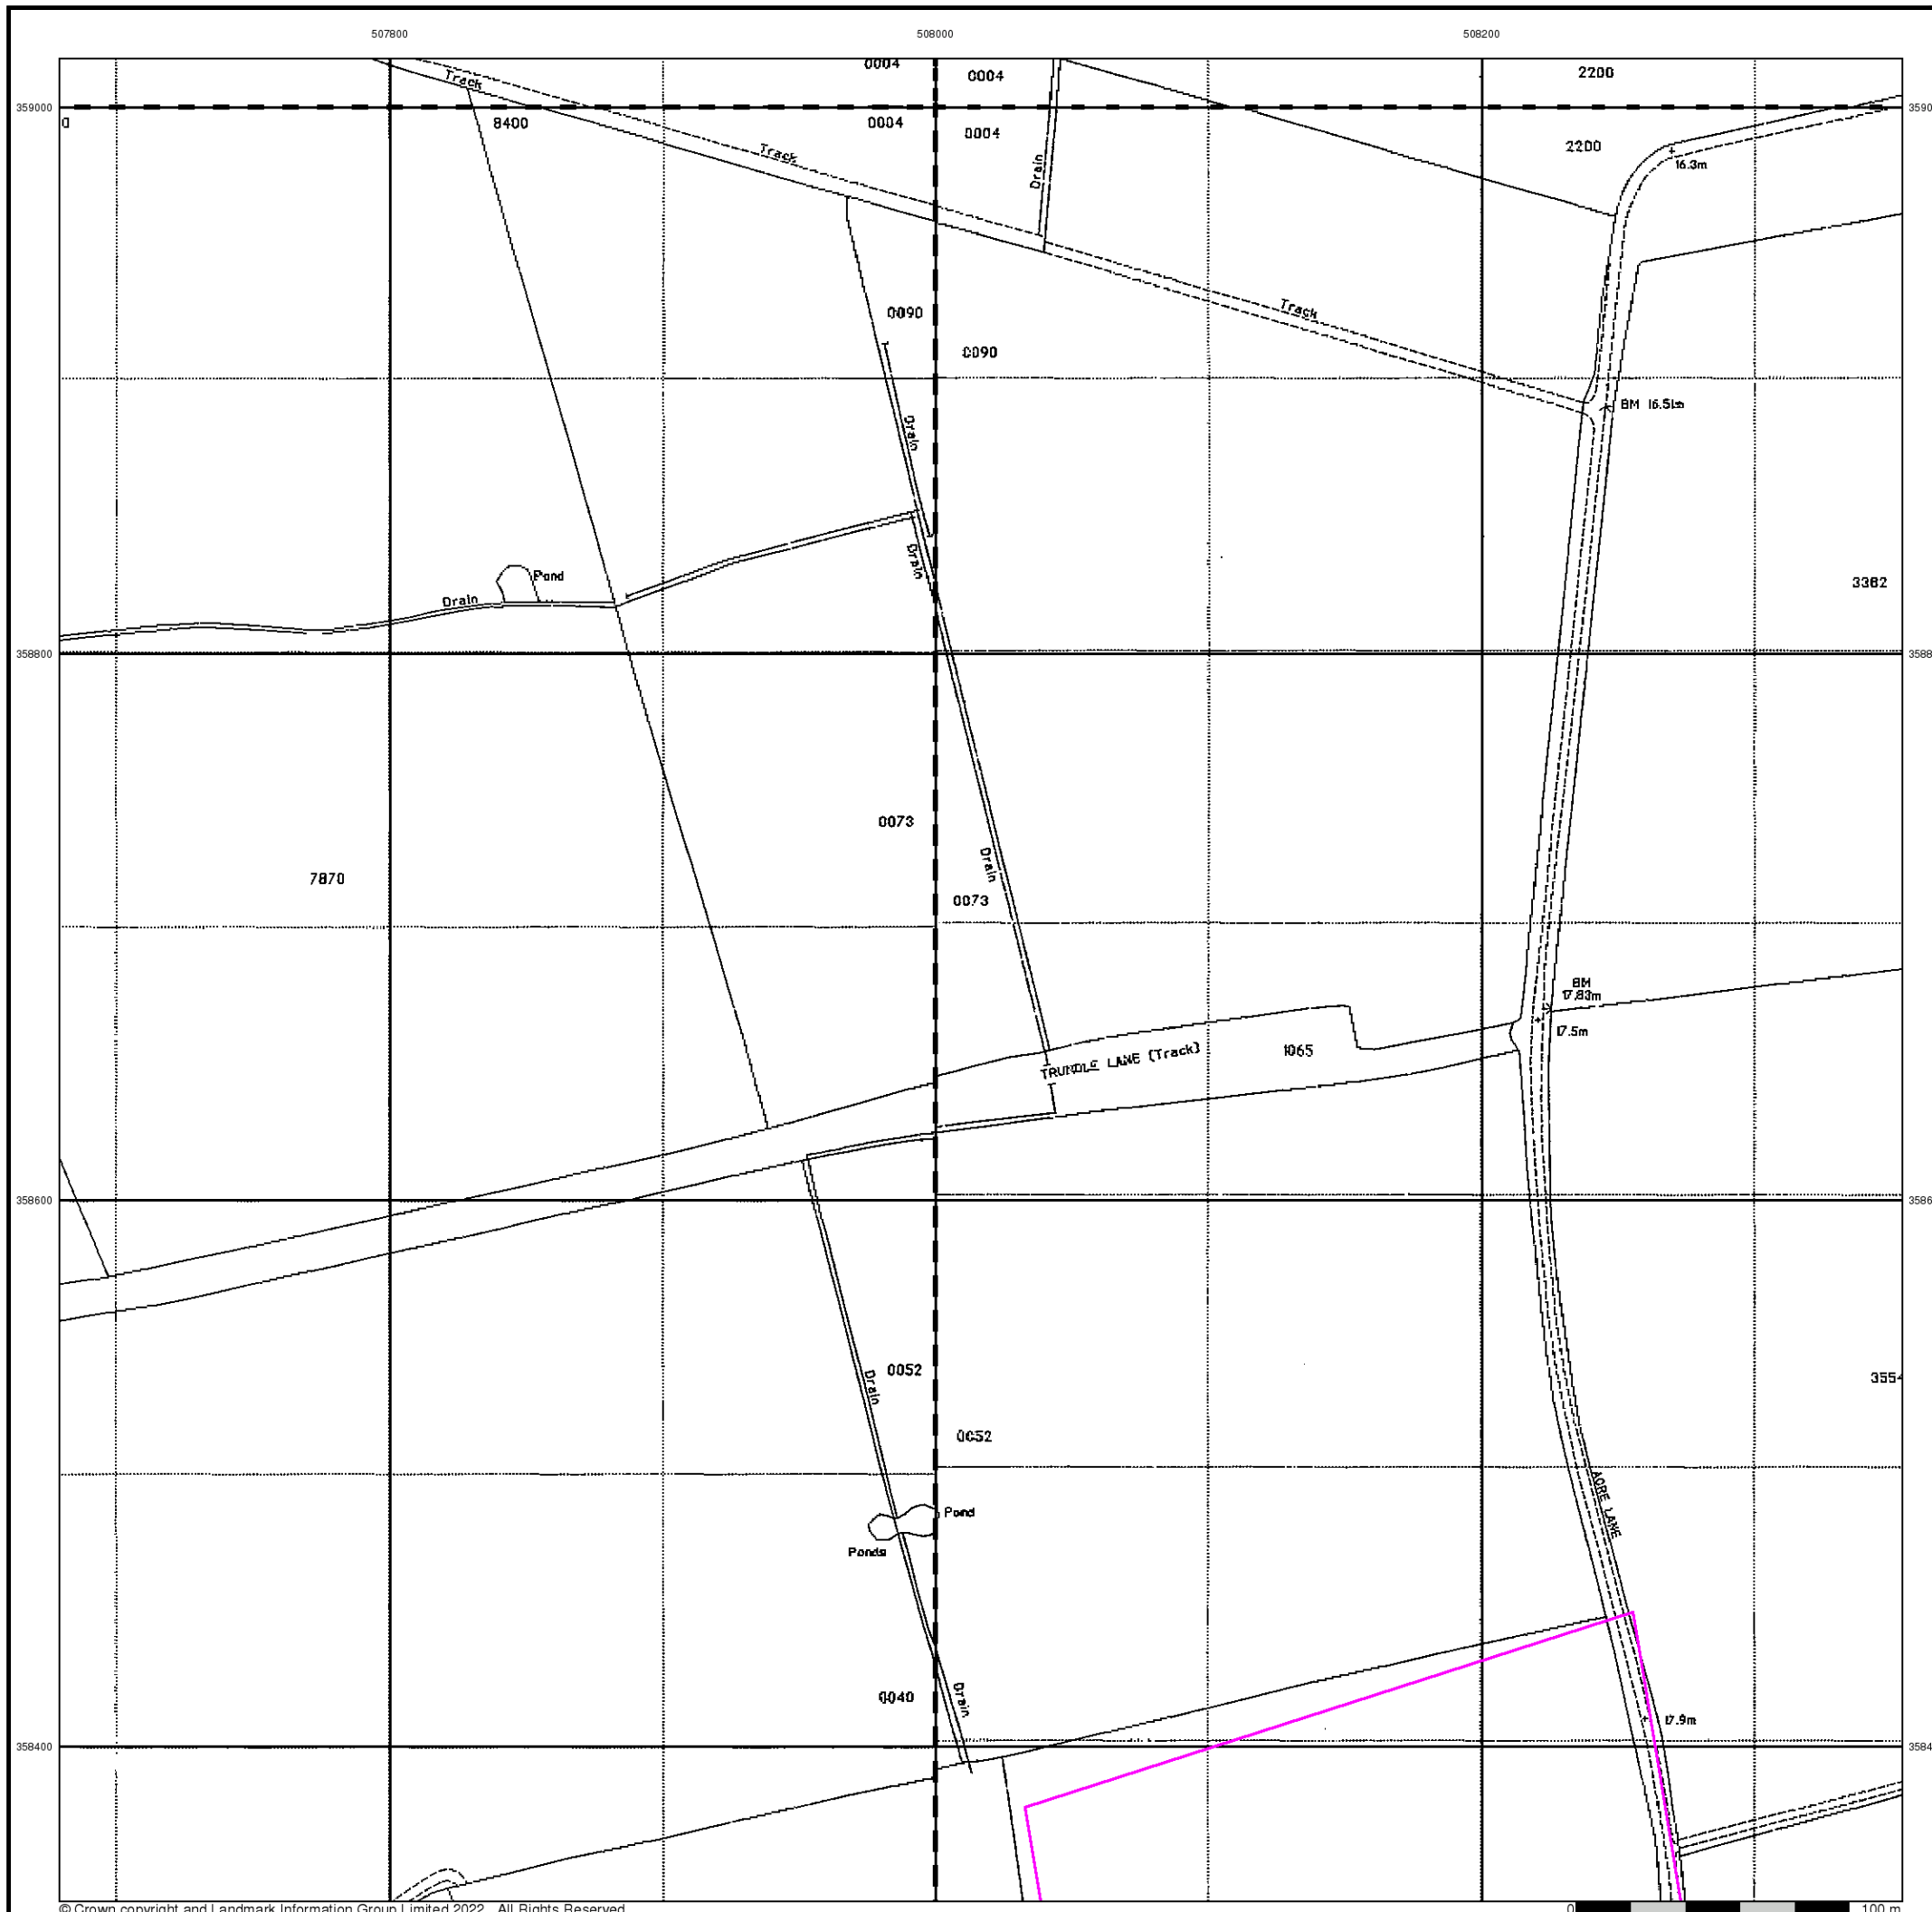 507800
508000
508200
0004
0004
2200
Track
359000
0
8400
0004
0004
2200
Track
16.3m
Drain
0090
Track
0090
BM 16.51m
Drain
Drain
Pond
Drain
3382
358800
0073
Drain
7870
0073
BM
17.83m
17.5m
TRUNDLE LANE (Track)
1065
358600
0052
Drain
3554
0052
ACRE LANE
Pond
Ponds
Drain
0040
17.9m
358400
© Crown copyright and Landmark Information Group Limited 2022. All Rights Reserved.
0
100 m